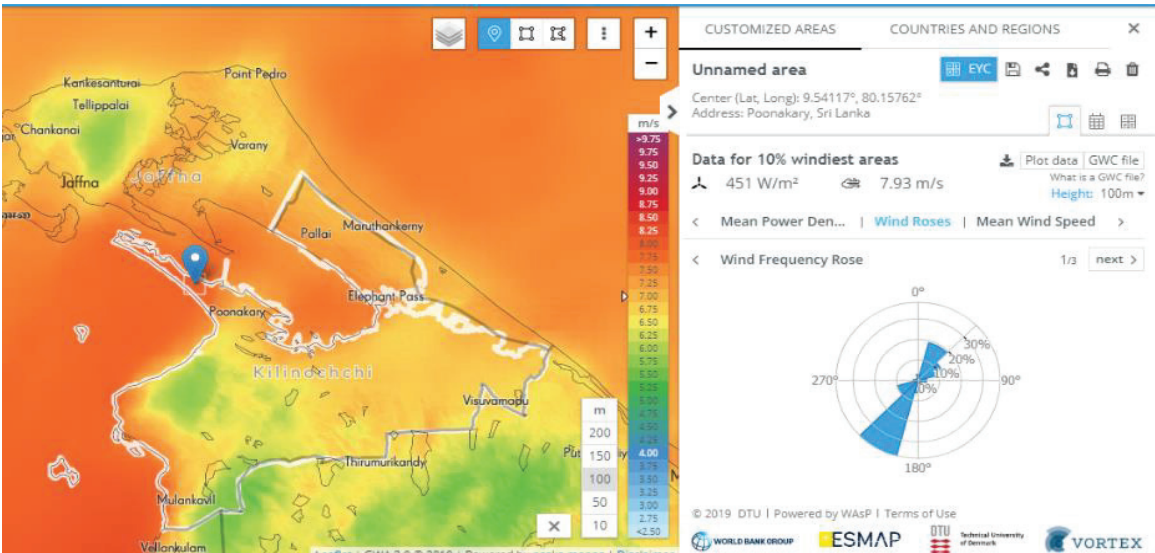 Kankesanturai
Point Pedro
Tellippalai
Chankanai
Varany
Jaffna
Jaffna
Pallai
Maruthankerny
Elephant Pass
Poonakary
Kilinochchi
Visuvamadu
Thirumurikandy
Mulankavil
Vellankulam
+
−
m/s
>9.75
9.75
9.50
9.25
9.00
8.75
8.50
8.25
8.00
7.75
7.50
7.25
7.00
6.75
6.50
6.25
6.00
5.75
5.50
5.25
5.00
4.75
4.50
4.25
4.00
3.75
3.50
3.25
3.00
2.75
<2.50
m
200
150
100
50
10
CUSTOMIZED AREAS
COUNTRIES AND REGIONS
Unnamed area
EYC
Center (Lat, Long): 9.54117°, 80.15762°
Address: Poonakary, Sri Lanka
Data for 10% windiest areas
Plot data
GWC file
451 W/m²
7.93 m/s
What is a GWC file?
Height: 100m
Mean Power Den... | Wind Roses | Mean Wind Speed
Wind Frequency Rose
1/3
next >
0°
30%
20%
10%
0%
270°
90°
180°
© 2019 DTU | Powered by WAsP | Terms of Use
WORLD BANK GROUP
ESMAP
DTU
Technical University
of Denmark
VORTEX